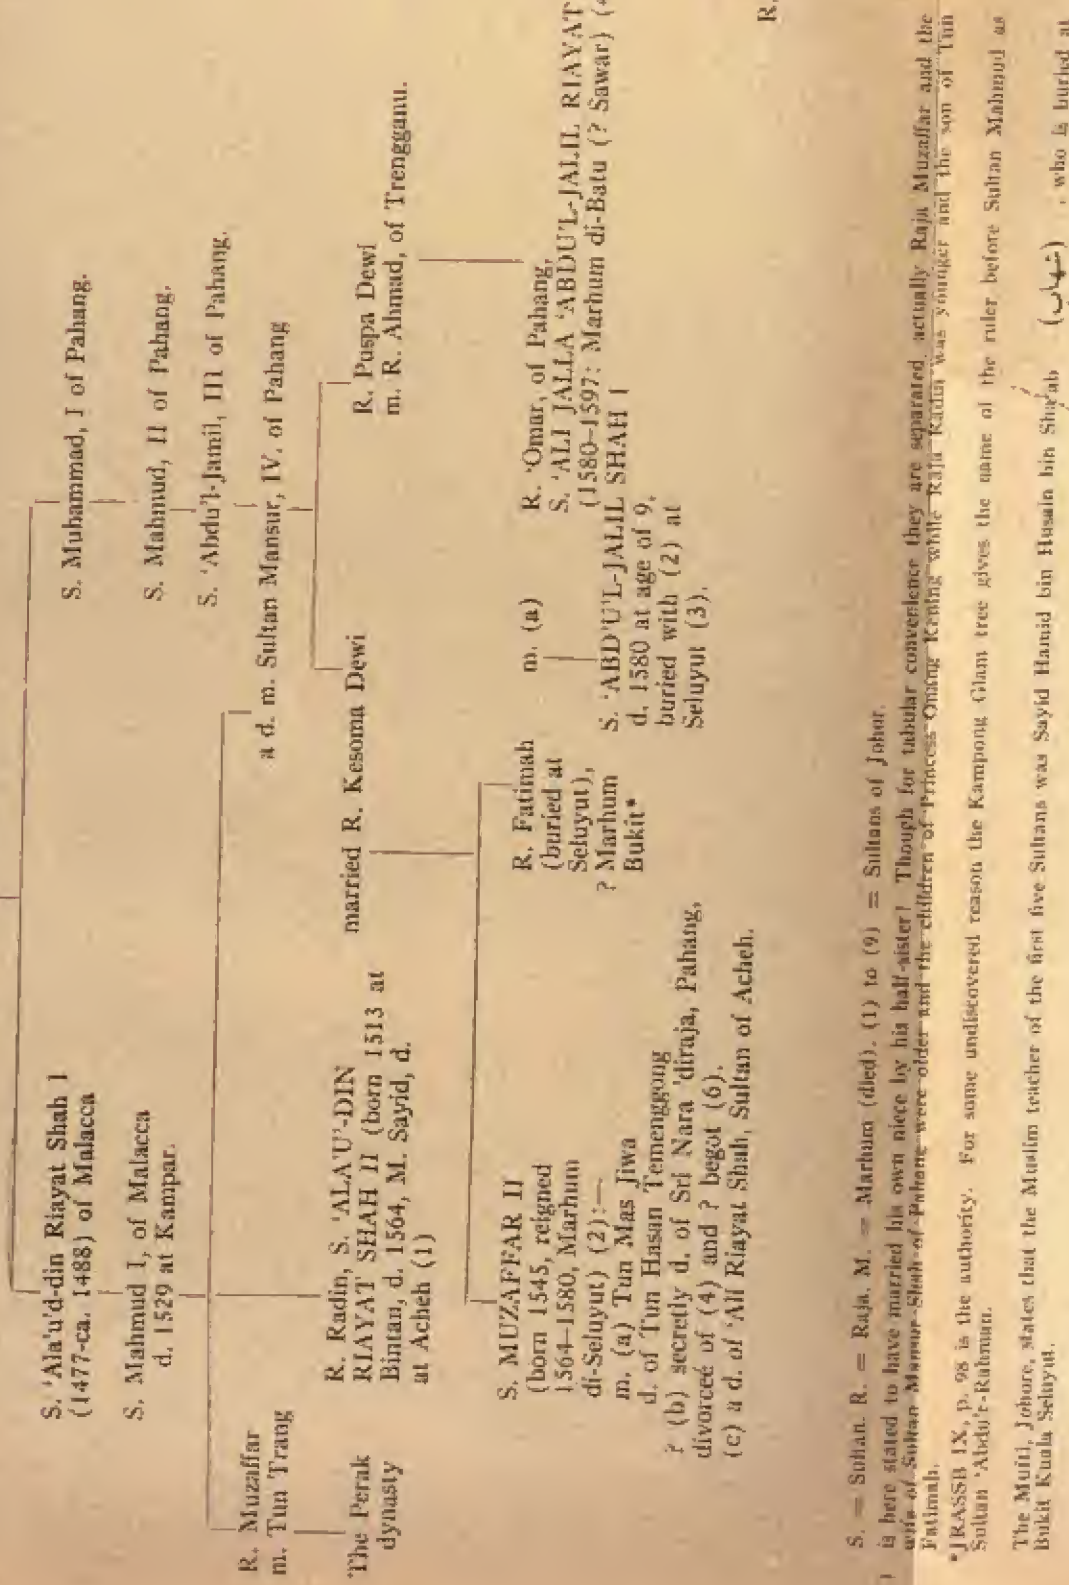 S. 'Ala'u'd-din Riayat Shah I
(1477-ca. 1488) of Malacca
S. Muhammad, I of Pahang.
S. Mahmud I, of Malacca
d. 1529 at Kampar.
S. Mahmud, II of Pahang.
S. 'Abdu'l-Jamil, III of Pahang.
R. Muzaffar
m. Tun Trang
a d. m. Sultan Mansur, IV. of Pahang
The Perak
dynasty
R. Radin, S. 'ALA'U'-DIN
RIAYAT SHAH II (born 1513 at
Bintan, d. 1564, M. Sayid, d.
at Acheh (1)
married R. Kesoma Dewi
R. Puspa Dewi
m. R. Ahmad, of Trengganu.
S. MUZAFFAR II
(born 1545, reigned
1564-1580, Marhum
di-Seluyut) (2):—
m. (a) Tun Mas Jiwa
d. of Tun Hasan Temenggong
? (b) secretly d. of Sri Nara 'diraja, Pahang,
divorceé of (4) and ? begot (6).
(c) a d. of 'Ali Riayat Shah, Sultan of Acheh.
R. Fatimah
(buried at
Seluyut),
? Marhum
Bukit*
m. (a)
R. 'Omar, of Pahang,
S. 'ALI JALLA 'ABDU'L-JALIL RIAYAT
(1580-1597: Marhum di-Batu (? Sawar) (
S. 'ABD'U'L-JALIL SHAH I
d. 1580 at age of 9.
buried with (2) at
Seluyut (3).
R.
S. = Sultan. R. = Raja. M. = Marhum (died). (1) to (9) = Sultans of Johor.
is here stated to have married his own niece by his half-sister! Though for tabular convenience they are separated, actually Raja Muzaffar and the
wife of Sultan Mansur Shah of Pahang were older and the children of Princess Onang Kening while Raja Radin was younger and the son of Tun
Fatimah.
*JRASSB IX, p. 98 is the authority. For some undiscovered reason the Kampong Glam tree gives the name of the ruler before Sultan Mahmud as
Sultan 'Abdu'r-Rahman.
The Mufti, Johore, states that the Muslim teacher of the first five Sultans was Sayid Hamid bin Husain bin (شهاب), who is buried at
Bukit Kuala Seluyut.